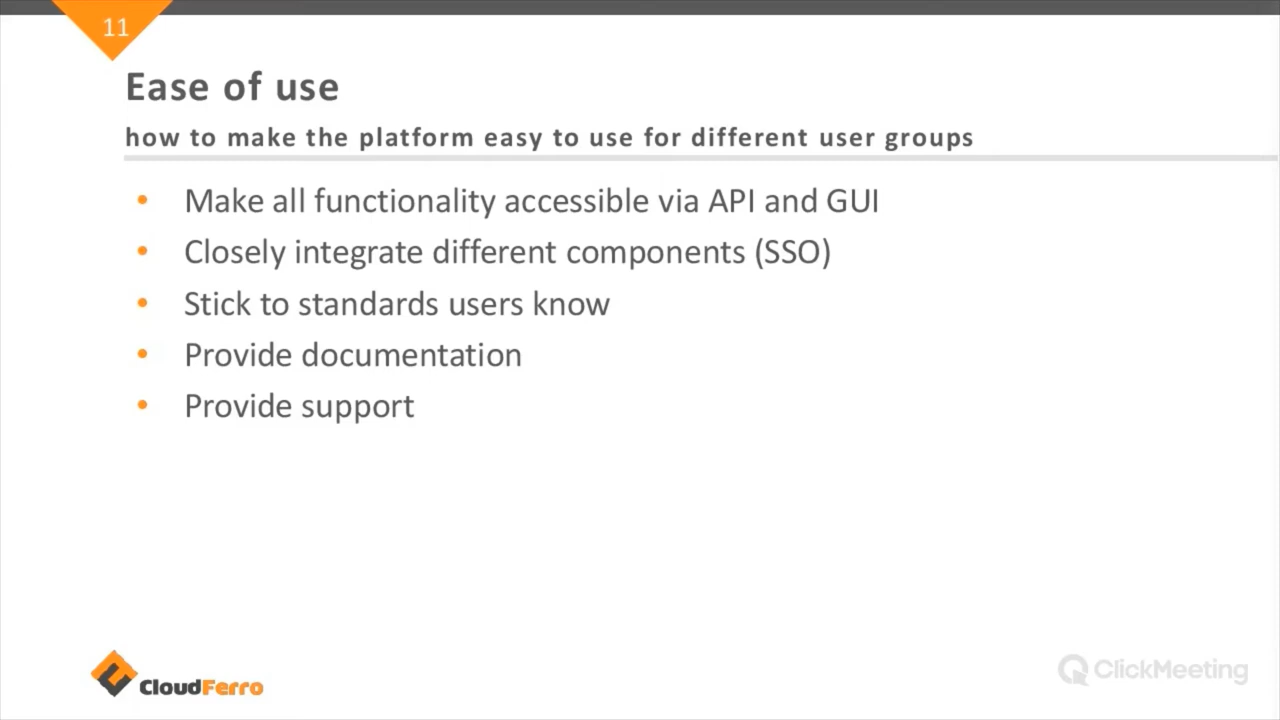 11
Ease of use
how to make the platform easy to use for different user groups
• Make all functionality accessible via API and GUI
• Closely integrate different components (SSO)
• Stick to standards users know
• Provide documentation
• Provide support
CloudFerro
ClickMeeting